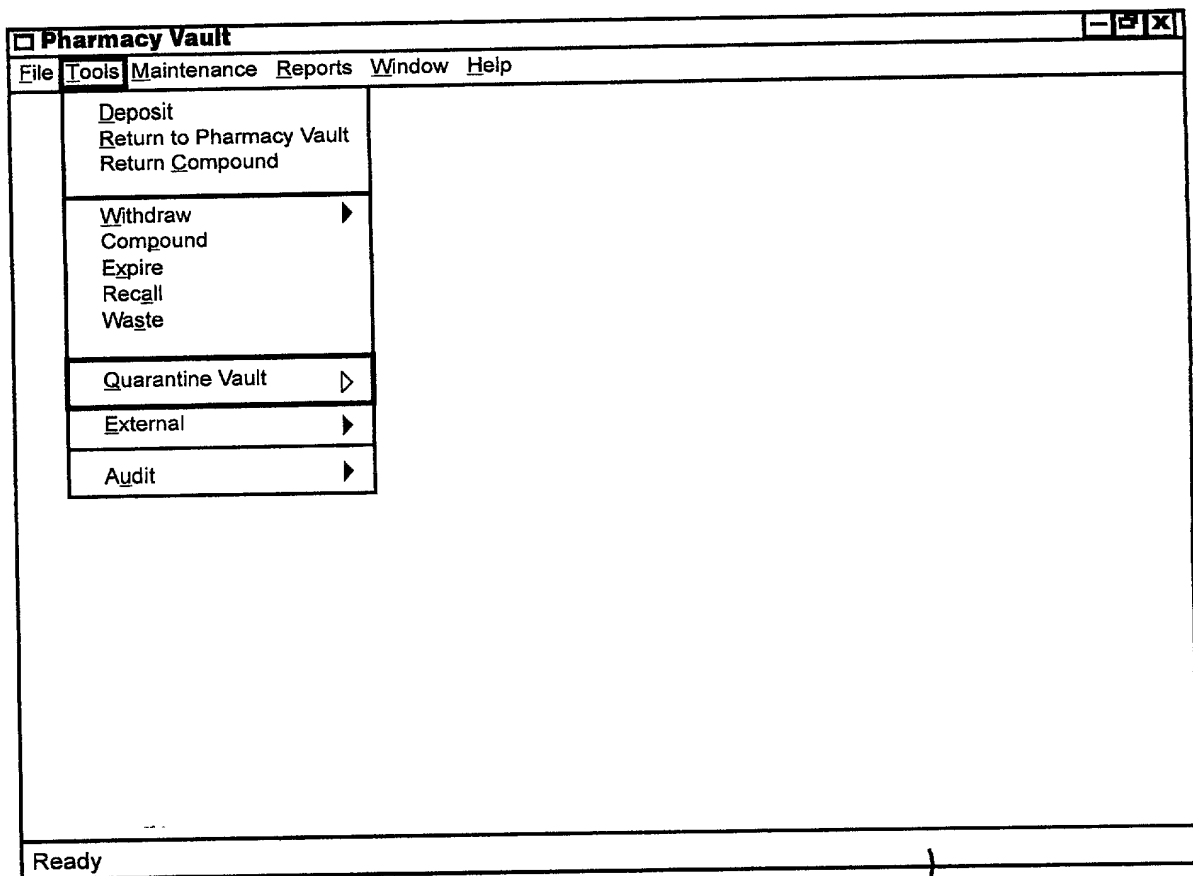 Pharmacy Vault
File Tools Maintenance Reports Window Help
Deposit
Return to Pharmacy Vault
Return Compound
Withdraw
Compound
Expire
Recall
Waste
Quarantine Vault
External
Audit
Ready